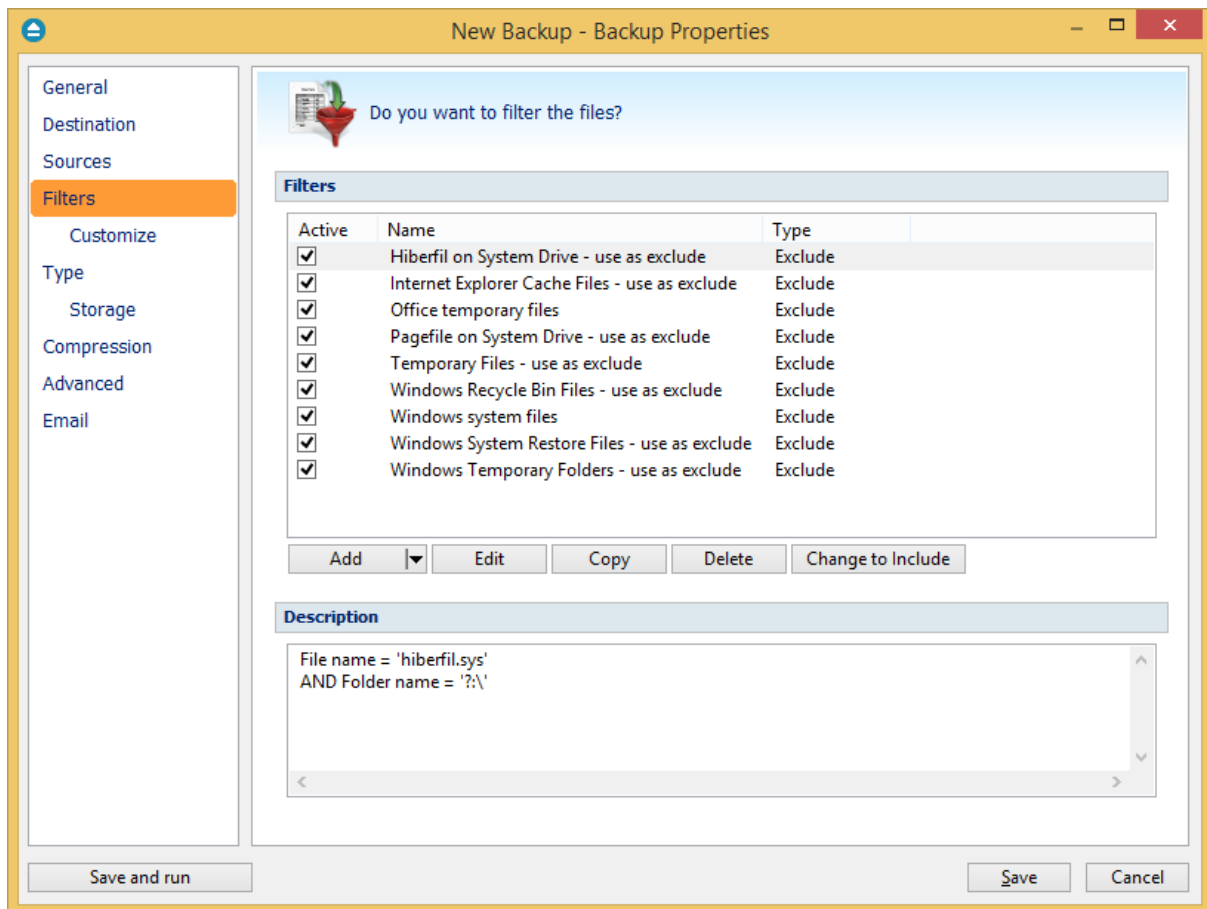 New Backup - Backup Properties
General
Destination
Sources
Filters
Customize
Type
Storage
Compression
Advanced
Email
Do you want to filter the files?
Filters
Active Name Type
Hiberfil on System Drive - use as exclude Exclude
Internet Explorer Cache Files - use as exclude Exclude
Office temporary files Exclude
Pagefile on System Drive - use as exclude Exclude
Temporary Files - use as exclude Exclude
Windows Recycle Bin Files - use as exclude Exclude
Windows system files Exclude
Windows System Restore Files - use as exclude Exclude
Windows Temporary Folders - use as exclude Exclude
Add Edit Copy Delete Change to Include
Description
File name = 'hiberfil.sys'
AND Folder name = '?:\'
Save and run Save Cancel